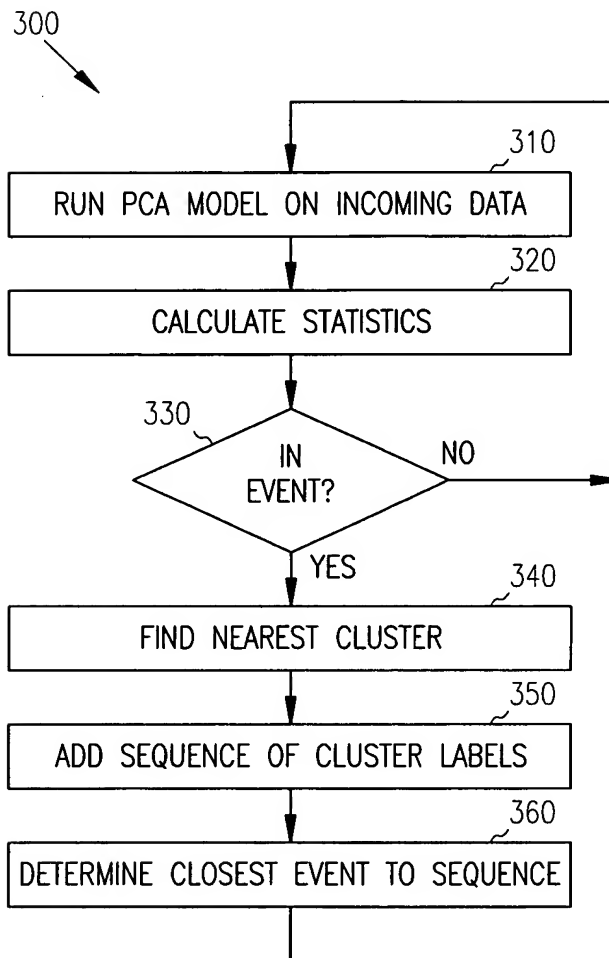 300
310
RUN PCA MODEL ON INCOMING DATA
320
CALCULATE STATISTICS
330
IN
EVENT?
NO
YES
340
FIND NEAREST CLUSTER
350
ADD SEQUENCE OF CLUSTER LABELS
360
DETERMINE CLOSEST EVENT TO SEQUENCE